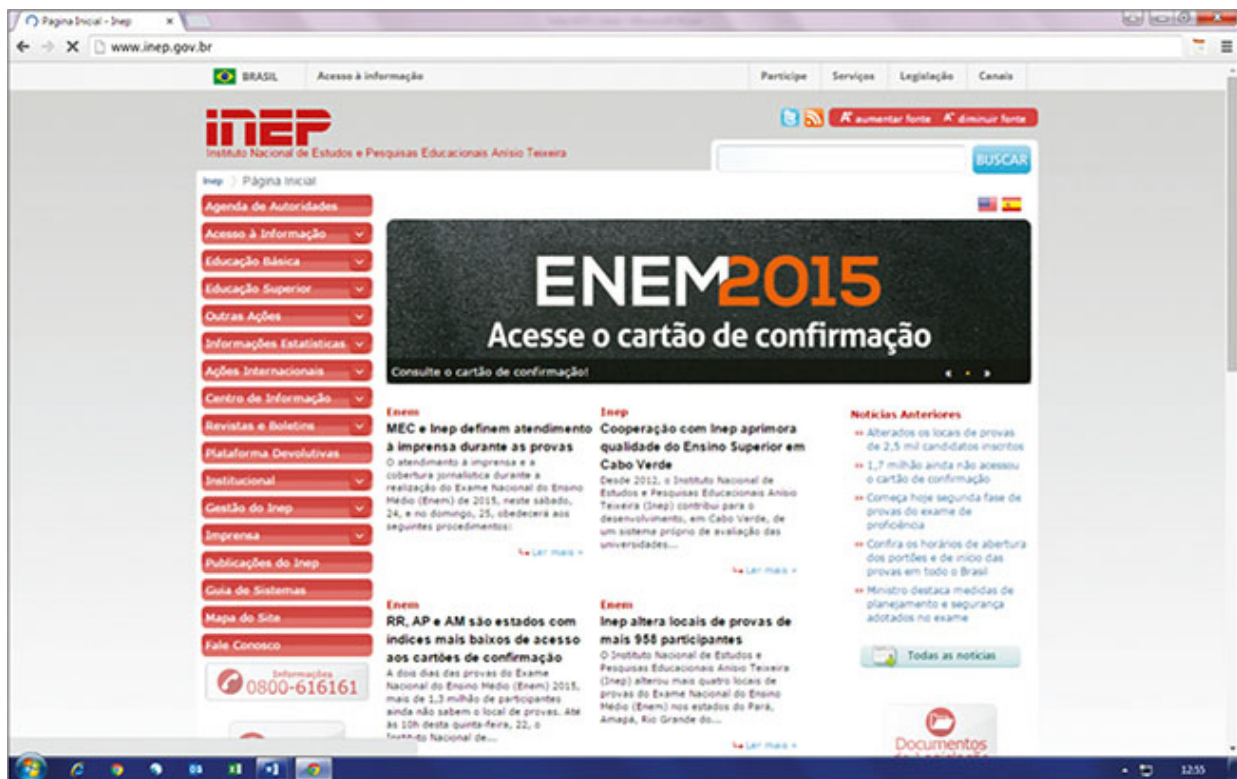 Página Inicial - Inep
www.inep.gov.br
BRASIL
Acesso à informação
Participe
Serviços
Legislação
Canais
inep
Instituto Nacional de Estudos e Pesquisas Educacionais Anísio Teixeira
A+ aumentar fonte A- diminuir fonte
BUSCAR
Inep Página Inicial
Agenda de Autoridades
Acesso à Informação
Educação Básica
Educação Superior
Outras Ações
Informações Estatísticas
Ações Internacionais
Centro de Informação
Revistas e Boletins
Plataforma Devolutivas
Institucional
Gestão do Inep
Imprensa
Publicações do Inep
Guia de Sistemas
Mapa do Site
Fale Conosco
Informações
0800-616161
ENEM2015
Acesse o cartão de confirmação
Consulte o cartão de confirmação!
Enem
MEC e Inep definem atendimento
à imprensa durante as provas
O atendimento à imprensa e a
cobertura jornalística durante a
realização do Exame Nacional do Ensino
Médio (Enem) de 2015, neste sábado,
24, e no domingo, 25, obedecerá aos
seguintes procedimentos:
Ler mais »
Inep
Cooperação com Inep aprimora
qualidade do Ensino Superior em
Cabo Verde
Desde 2012, o Instituto Nacional de
Estudos e Pesquisas Educacionais Anísio
Teixeira (Inep) contribui para o
desenvolvimento, em Cabo Verde, de
um sistema próprio de avaliação das
universidades...
Ler mais »
Enem
RR, AP e AM são estados com
índices mais baixos de acesso
aos cartões de confirmação
A dois dias das provas do Exame
Nacional do Ensino Médio (Enem) 2015,
mais de 1,3 milhão de participantes
ainda não sabem o local de provas. Até
às 10h desta quinta-feira, 22, o
Instituto Nacional de...
Enem
Inep altera locais de provas de
mais 958 participantes
O Instituto Nacional de Estudos e
Pesquisas Educacionais Anísio Teixeira
(Inep) alterou mais quatro locais de
provas do Exame Nacional do Ensino
Médio (Enem) nos estados do Pará,
Amapá, Rio Grande do...
Ler mais »
Notícias Anteriores
Alterados os locais de provas
de 2,5 mil candidatos inscritos
1,7 milhão ainda não acessou
o cartão de confirmação
Começa hoje segunda fase de
provas do exame de
proficiência
Confira os horários de abertura
dos portões e de início das
provas em todo o Brasil
Ministro destaca medidas de
planejamento e segurança
adotados no exame
Todas as notícias
Documentos
12:55